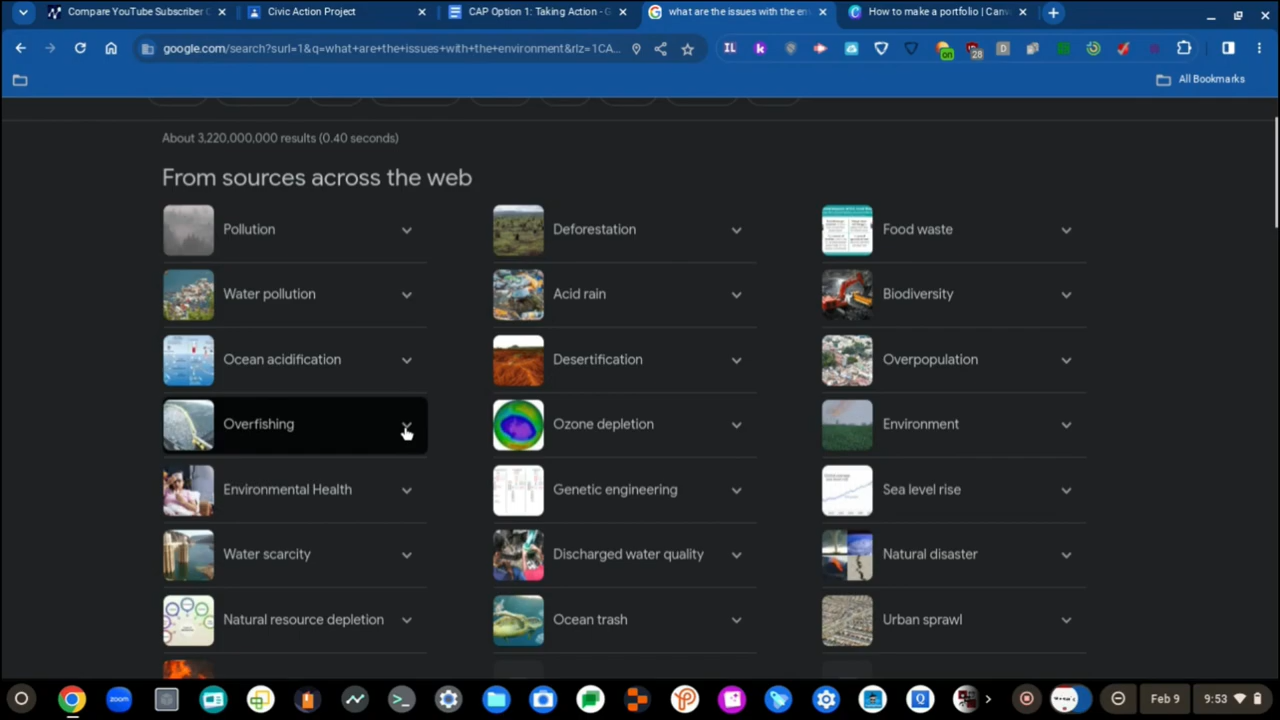 Compare YouTube Subscriber C
Civic Action Project
CAP Option 1: Taking Action - G
what are the issues with the en
How to make a portfolio | Canv
google.com/search?surl=1&q=what+are+the+issues+with+the+environment&rlz=1CA...
All Bookmarks
About 3,220,000,000 results (0.40 seconds)
From sources across the web
Pollution
Deforestation
Food waste
Water pollution
Acid rain
Biodiversity
Ocean acidification
Desertification
Overpopulation
Overfishing
Ozone depletion
Environment
Environmental Health
Genetic engineering
Sea level rise
Water scarcity
Discharged water quality
Natural disaster
Natural resource depletion
Ocean trash
Urban sprawl
Feb 9
9:53